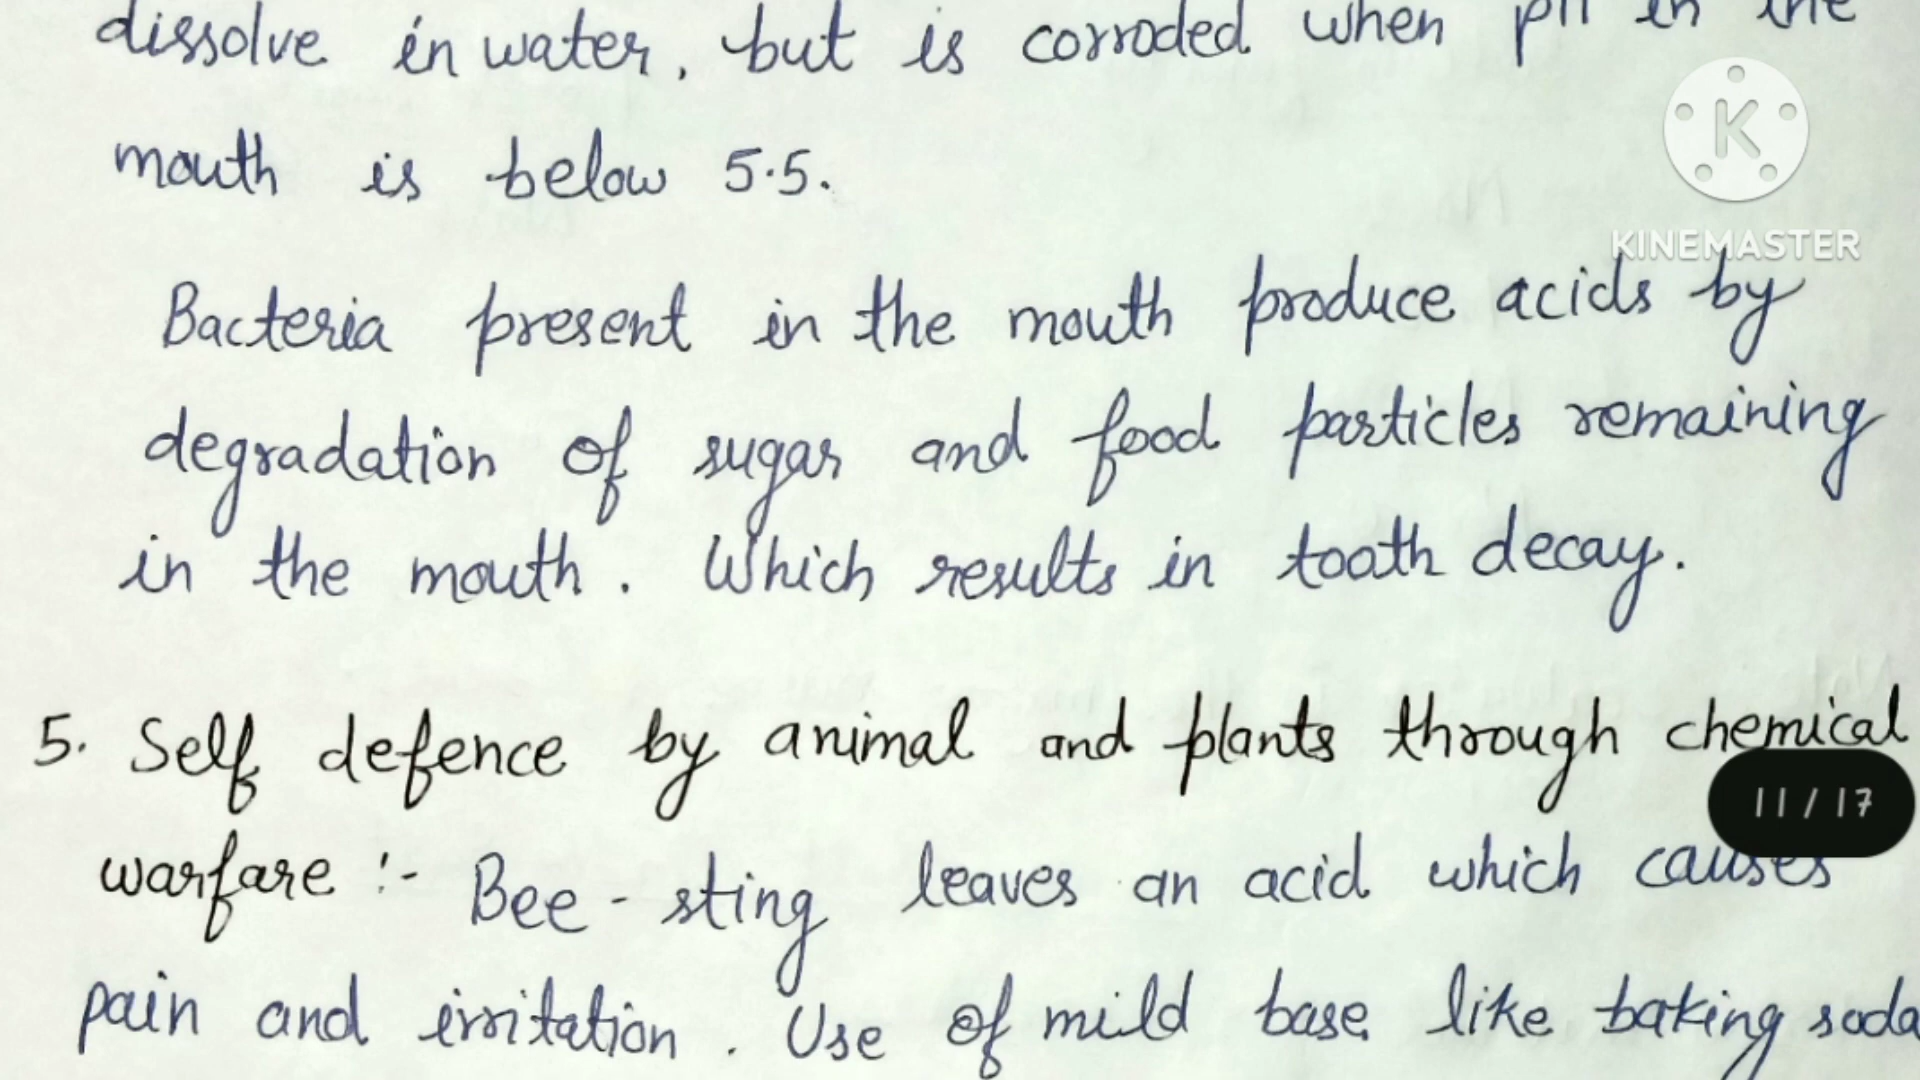 dissolve in water, but is corroded when pH in the
K
KINEMASTER
mouth is below 5.5.
Bacteria present in the mouth produce acids by
degradation of sugar and food particles remaining
in the mouth. Which results in tooth decay.
5. Self defence by animal and plants through chemical
11/17
warfare :- Bee-sting leaves an acid which causes
pain and irritation. Use of mild base like baking soda